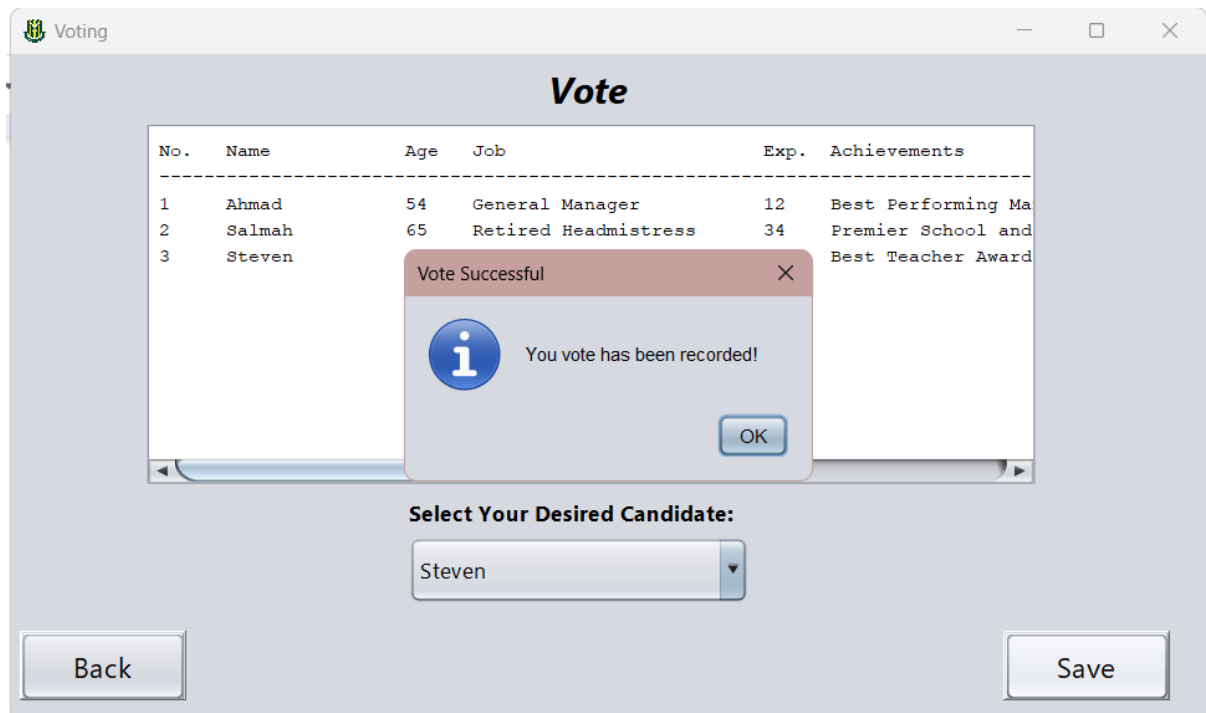 Voting
Vote
No. Name Age Job Exp. Achievements
--------------------------------------------------------------------------------
1 Ahmad 54 General Manager 12 Best Performing
2 Salmah 65 Retired Headmistress 34 Premier School and
3 Steven Best Teacher Award
Vote Successful
You vote has been recorded!
OK
Select Your Desired Candidate:
Steven
Back Save